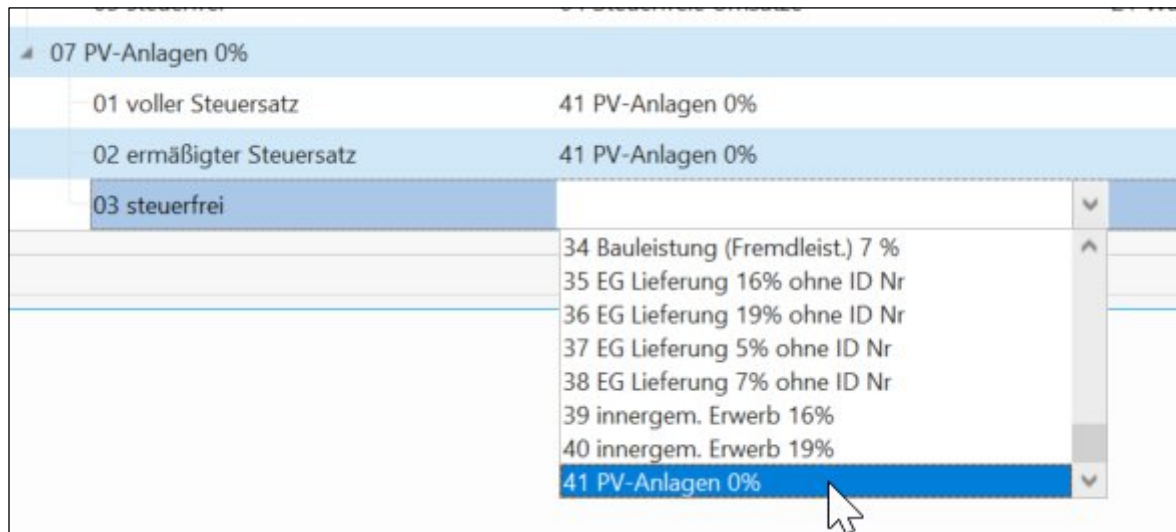 07 PV-Anlagen 0%
01 voller Steuersatz 41 PV-Anlagen 0%
02 ermäßigter Steuersatz 41 PV-Anlagen 0%
03 steuerfrei
34 Bauleistung (Fremdleist.) 7 %
35 EG Lieferung 16% ohne ID Nr
36 EG Lieferung 19% ohne ID Nr
37 EG Lieferung 5% ohne ID Nr
38 EG Lieferung 7% ohne ID Nr
39 innergem. Erwerb 16%
40 innergem. Erwerb 19%
41 PV-Anlagen 0%